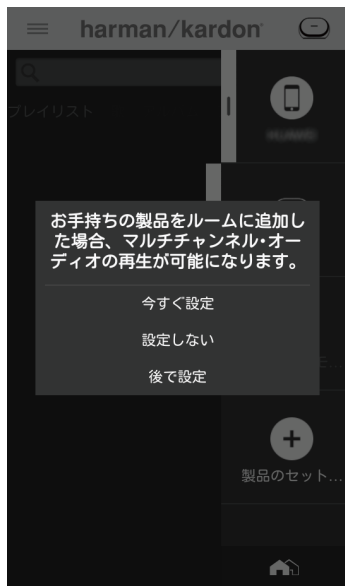 harman/kardon
プレイリスト
HUAWEI
お手持ちの製品をルームに追加し
た場合、マルチチャンネル・オー
ディオの再生が可能になります。
今すぐ設定
設定しない
後で設定
製品のセット...